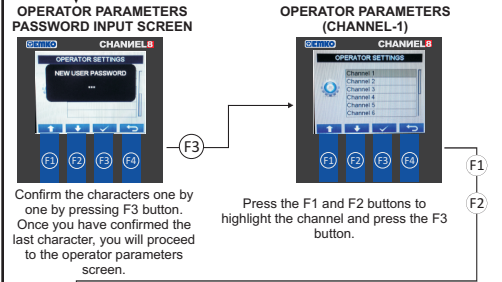 OPERATOR PARAMETERS
PASSWORD INPUT SCREEN
EMKO CHANNEL8
OPERATOR SETTINGS
NEW USER PASSWORD
***
F1 F2 F3 F4
Confirm the characters one by
one by pressing F3 button.
Once you have confirmed the
last character, you will proceed
to the operator parameters
screen.
F3
OPERATOR PARAMETERS
(CHANNEL-1)
EMKO CHANNEL8
OPERATOR SETTINGS
Channel 1
Channel 2
Channel 3
Channel 4
Channel 5
Channel 6
F1 F2 F3 F4
Press the F1 and F2 buttons to
highlight the channel and press the F3
button.
F1
F2